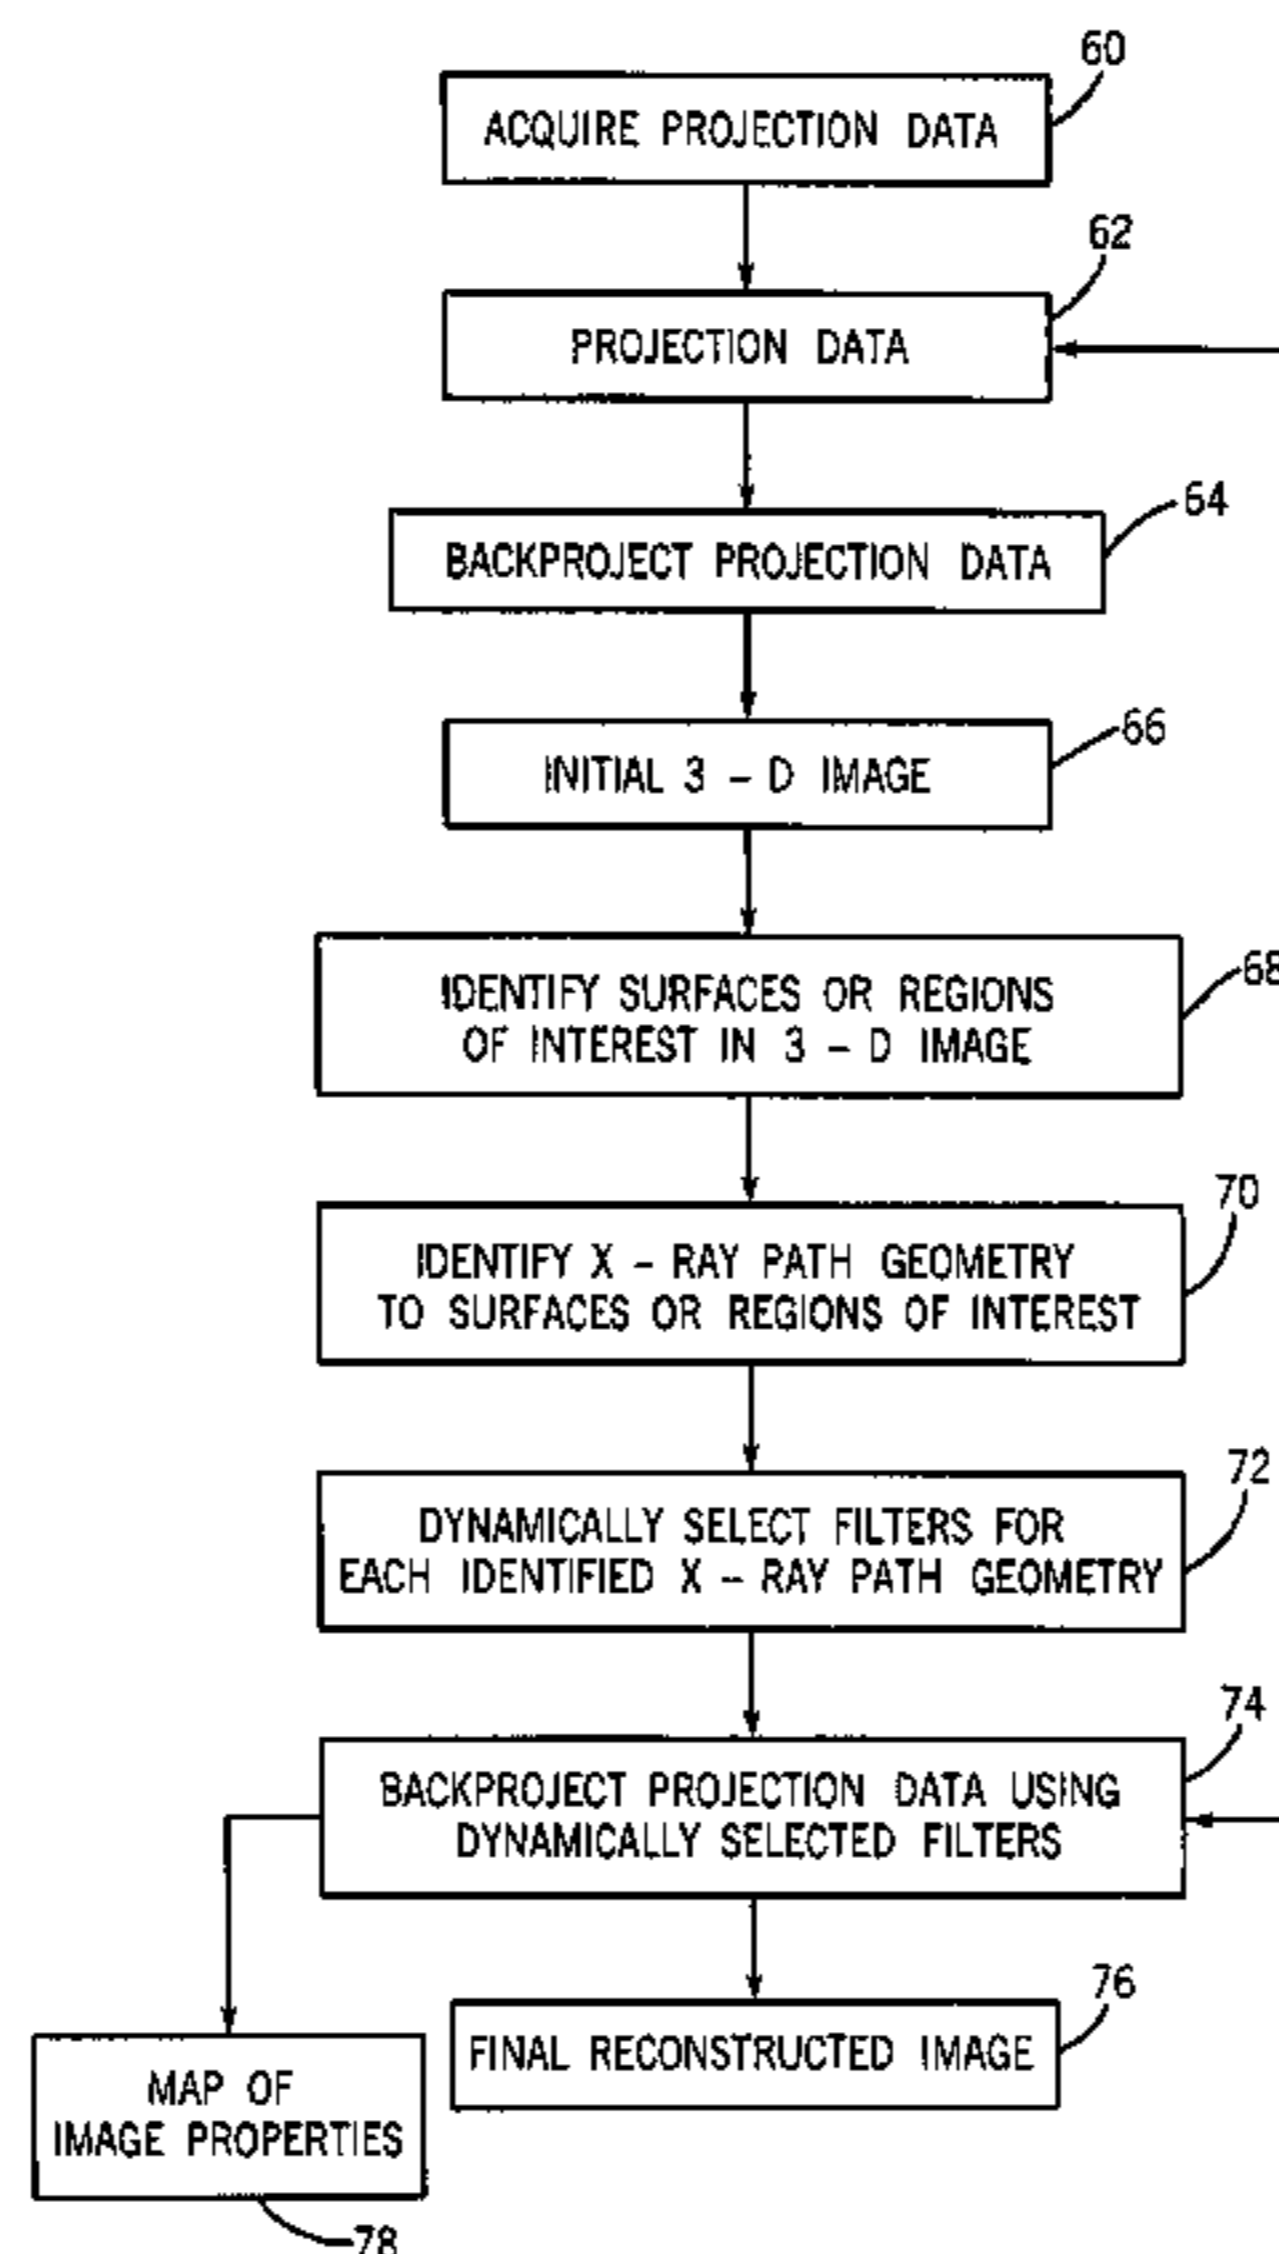 60
ACQUIRE PROJECTION DATA
62
PROJECTION DATA
64
BACKPROJECT PROJECTION DATA
66
INITIAL 3 – D IMAGE
68
IDENTIFY SURFACES OR REGIONS
OF INTEREST IN 3 – D IMAGE
70
IDENTIFY X – RAY PATH GEOMETRY
TO SURFACES OR REGIONS OF INTEREST
72
DYNAMICALLY SELECT FILTERS FOR
EACH IDENTIFIED X – RAY PATH GEOMETRY
74
BACKPROJECT PROJECTION DATA USING
DYNAMICALLY SELECTED FILTERS
76
FINAL RECONSTRUCTED IMAGE
MAP OF
IMAGE PROPERTIES
78